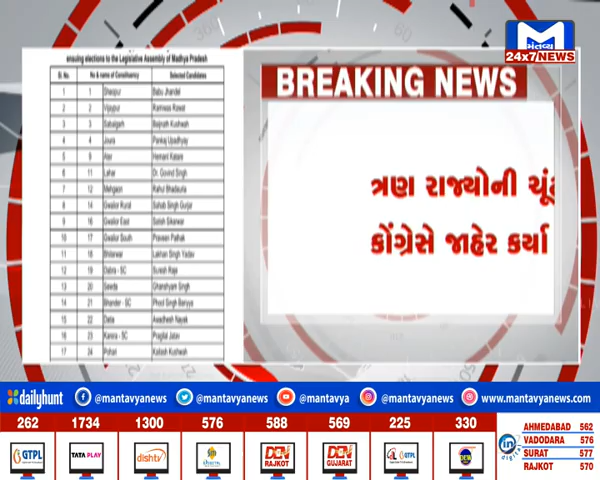 મંતવ્ય
24x7NEWS
ensuing elections to the Legislative Assembly of Madhya Pradesh
Sl. No. No & name of Constituency Selected Candidates
1 1 Sheopur Babu Jhandel
2 2 Vijaypur Ramniwas Rawat
3 3 Sabalgarh Baijnath Kushwah
4 4 Joura Pankaj Upadhyay
5 9 Ater Hemant Katare
6 11 Lahar Dr. Govind Singh
7 12 Mehgaon Rahul Bhadauria
8 14 Gwalior Rural Sahab Singh Gurjar
9 16 Gwalior East Satish Sikarwar
10 17 Gwalior South Praveen Pathak
11 18 Bhitarwar Lakhan Singh Yadav
12 19 Dabra - SC Suresh Raje
13 20 Sewda Ghanshyam Singh
14 21 Bhander - SC Phool Singh Baraiya
15 22 Datia Awadhesh Nayak
16 23 Karera - SC Pragilal Jatav
17 24 Pohari Kailash Kushwah
BREAKING NEWS
ત્રણ રાજ્યોની
કોંગ્રેસે જાહેર કર્યા
dailyhunt @mantavyanews @mantavyanews @mantavya @mantavyanews www.mantavyanews.com
262 1734 1300 576 588 569 225 330
GTPL TATA PLAY dishtv DEN RAJKOT DEN GUJARAT
in digital
AHMEDABAD 562
VADODARA 576
SURAT 577
RAJKOT 570